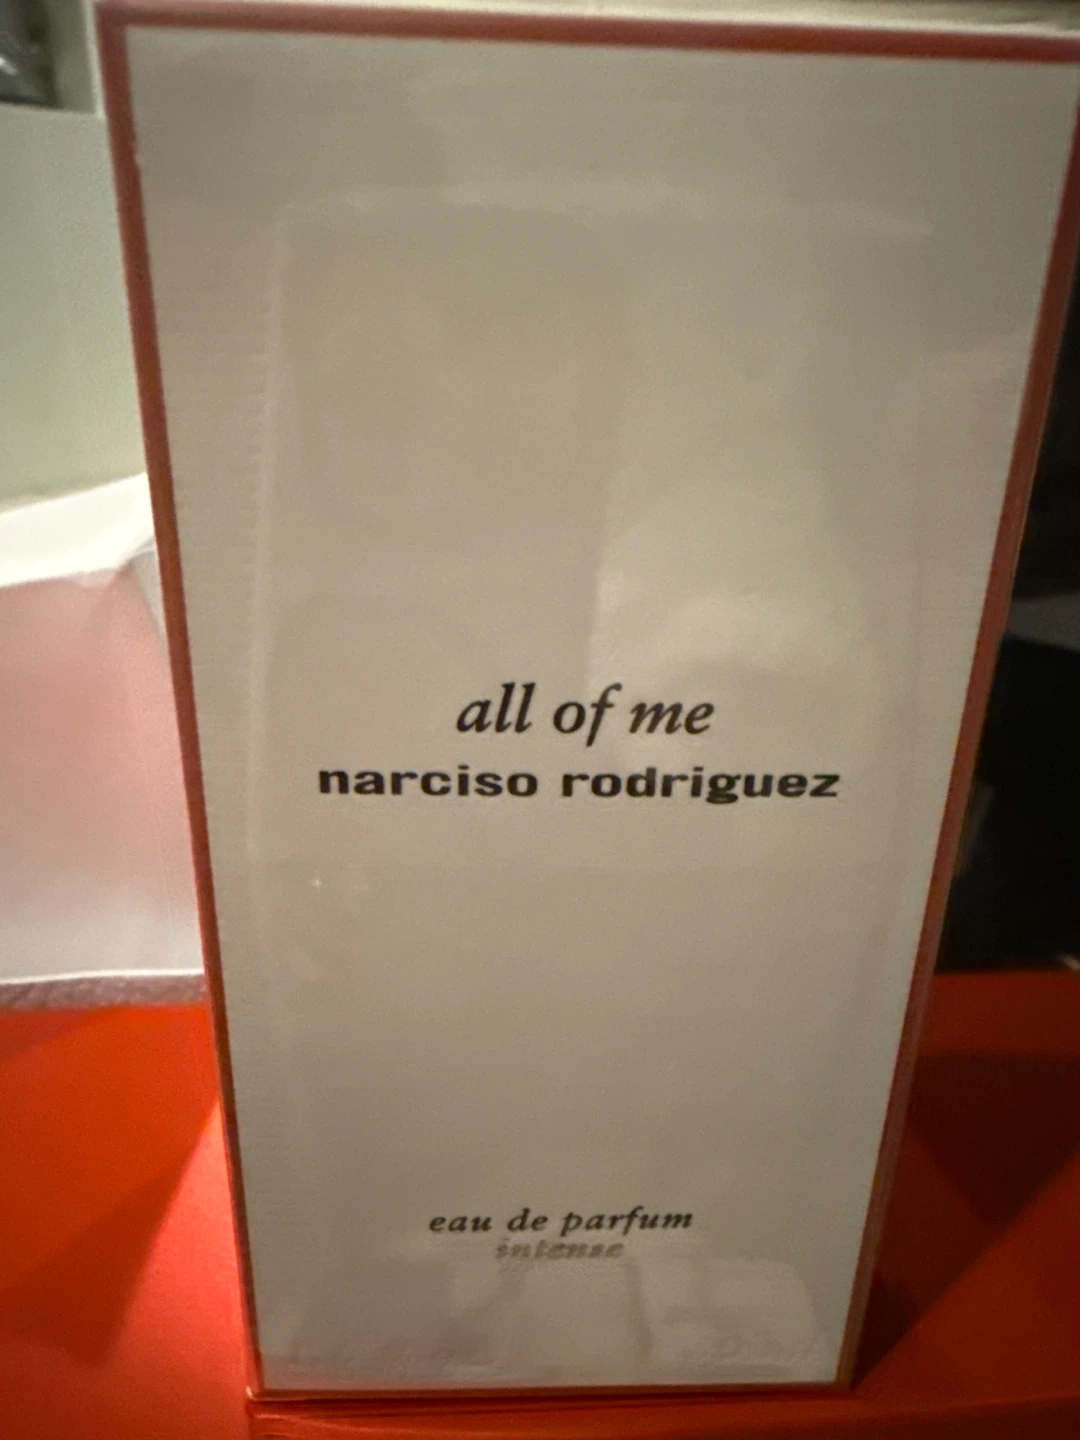 all of me
narciso rodriguez
eau de parfum
intense